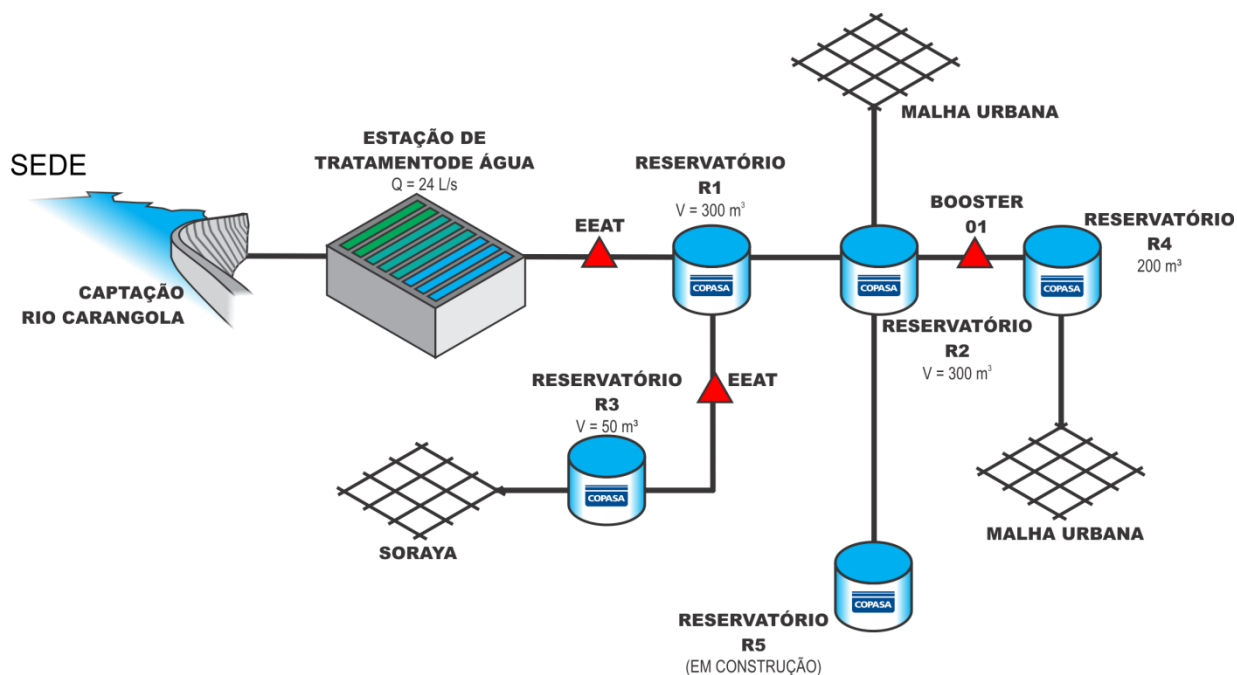 SEDE
CAPTAÇÃO
RIO CARANGOLA
ESTAÇÃO DE
TRATAMENTODE ÁGUA
Q = 24 L/s
EEAT
RESERVATÓRIO
R1
V = 300 m³
COPASA
MALHA URBANA
COPASA
RESERVATÓRIO
R2
V = 300 m³
BOOSTER
01
RESERVATÓRIO
R4
200 m³
COPASA
MALHA URBANA
EEAT
RESERVATÓRIO
R3
V = 50 m³
COPASA
SORAYA
COPASA
RESERVATÓRIO
R5
(EM CONSTRUÇÃO)